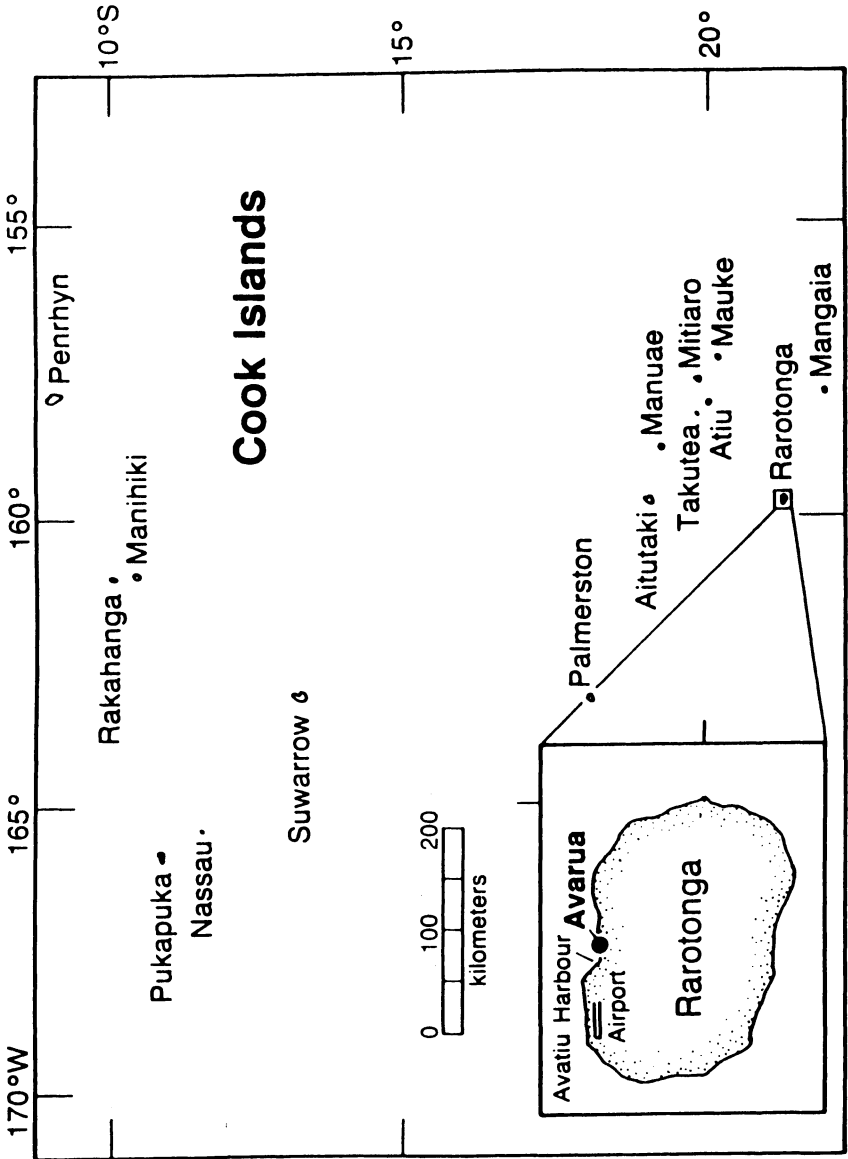 170°W
165°
160°
155°
10°S
15°
20°
Penrhyn
Rakahanga
Manihiki
Pukapuka
Nassau
Cook Islands
Suwarrow
0 100 200
kilometers
Palmerston
Aitutaki
Manuae
Takutea
Mitiaro
Atiu
Mauke
Rarotonga
Mangaia
Avatiu Harbour
Avarua
Airport
Rarotonga